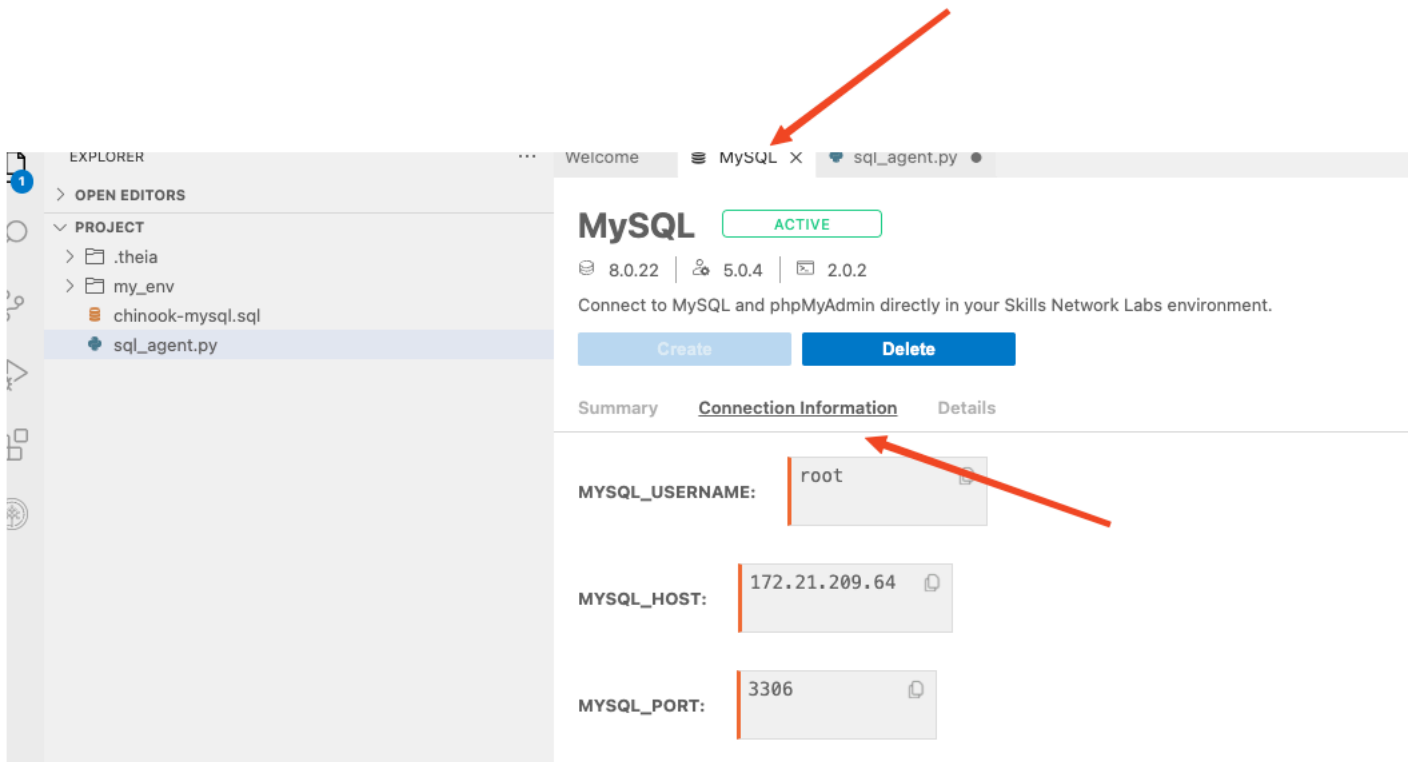 EXPLORER ...
Welcome MySQL sql_agent.py
1
OPEN EDITORS
PROJECT
.theia
my_env
chinook-mysql.sql
sql_agent.py
MySQL ACTIVE
8.0.22 5.0.4 2.0.2
Connect to MySQL and phpMyAdmin directly in your Skills Network Labs environment.
Create Delete
Summary Connection Information Details
MYSQL_USERNAME: root
MYSQL_HOST: 172.21.209.64
MYSQL_PORT: 3306